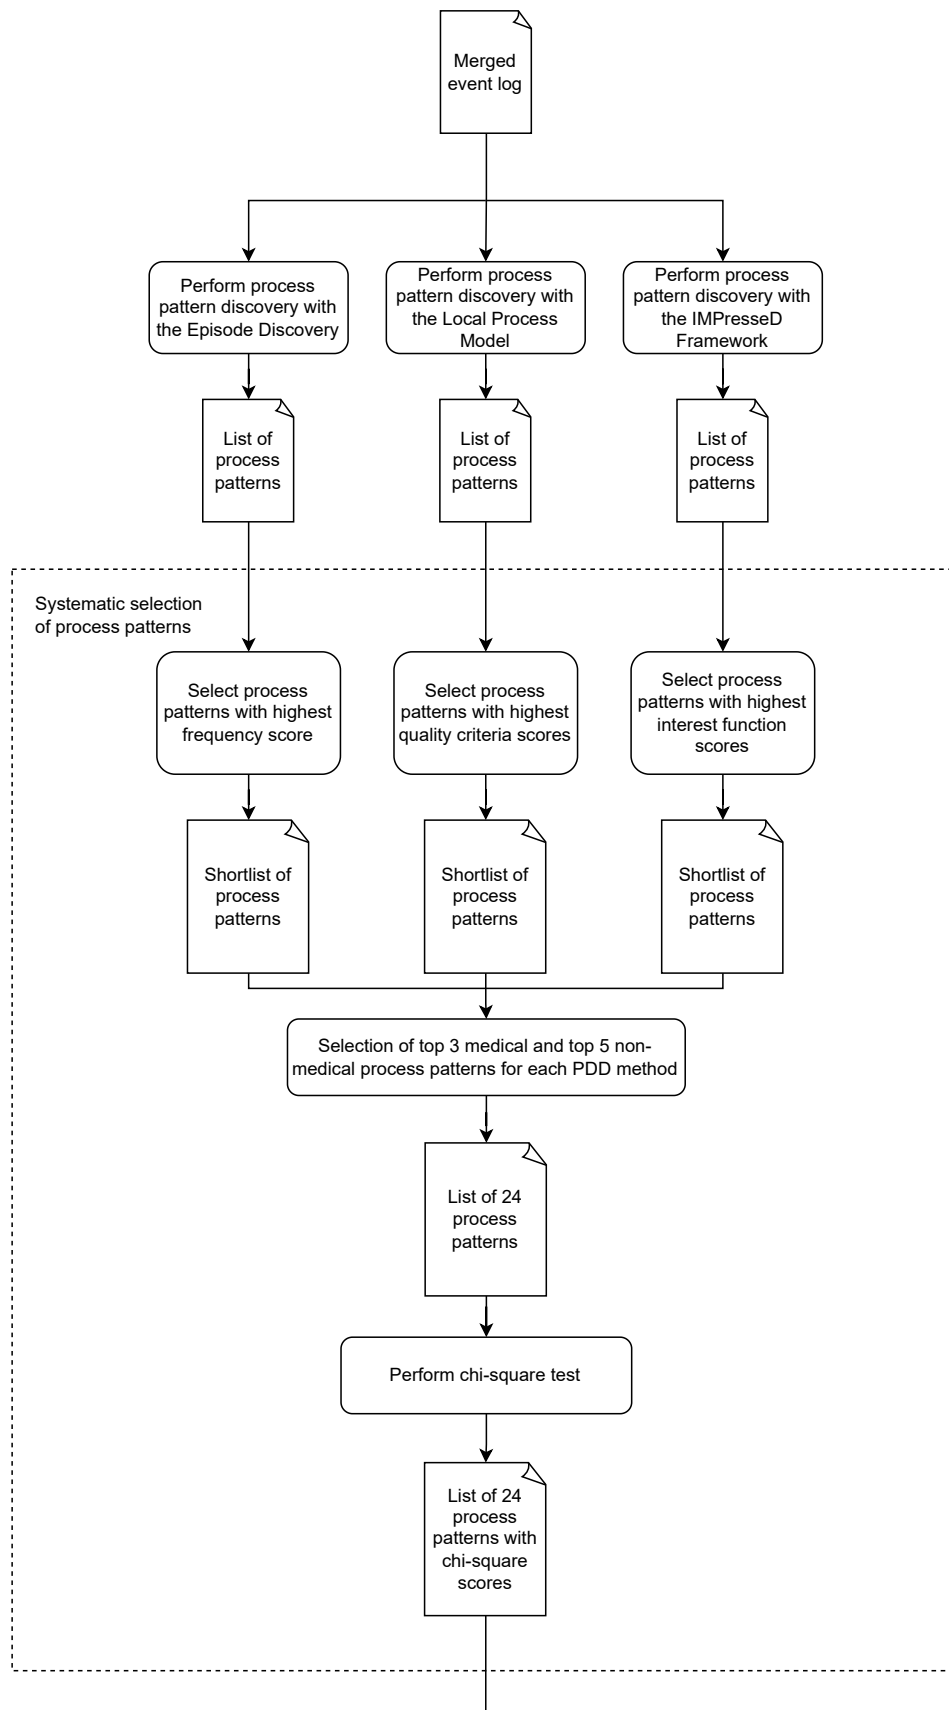 Merged
event log
Perform process
pattern discovery with
the Episode Discovery
Perform process
pattern discovery with
the Local Process
Model
Perform process
pattern discovery with
the IMPresseD
Framework
List of
process
patterns
List of
process
patterns
List of
process
patterns
Systematic selection
of process patterns
Select process
patterns with highest
frequency score
Select process
patterns with highest
quality criteria scores
Select process
patterns with highest
interest function
scores
Shortlist of
process
patterns
Shortlist of
process
patterns
Shortlist of
process
patterns
Selection of top 3 medical and top 5 non-
medical process patterns for each PDD method
List of 24
process
patterns
Perform chi-square test
List of 24
process
patterns with
chi-square
scores